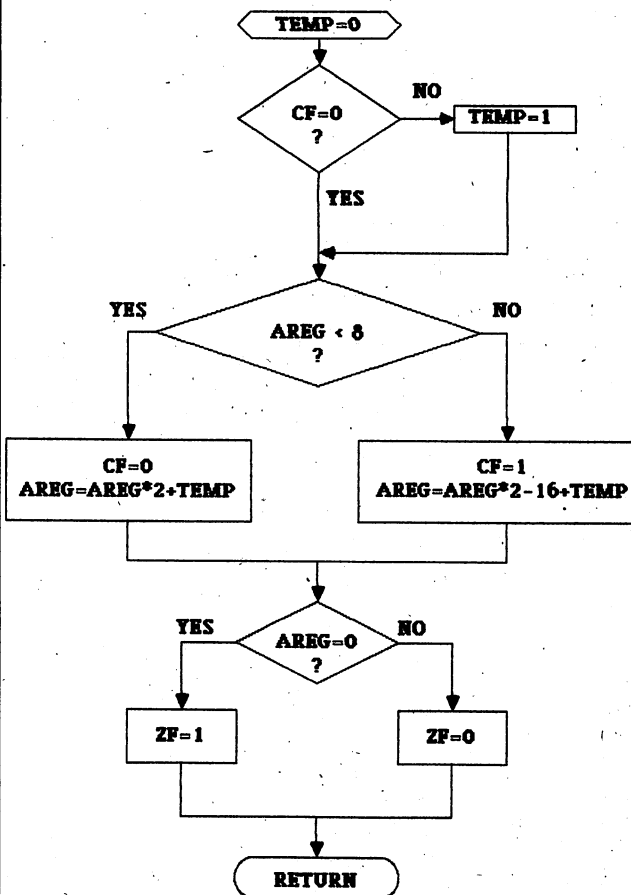 TEMP=0
CF=0
?
NO
TEMP=1
YES
YES
AREG < 8
?
NO
CF=0
AREG=AREG*2+TEMP
CF=1
AREG=AREG*2-16+TEMP
YES
AREG=0
?
NO
ZF=1
ZF=0
RETURN